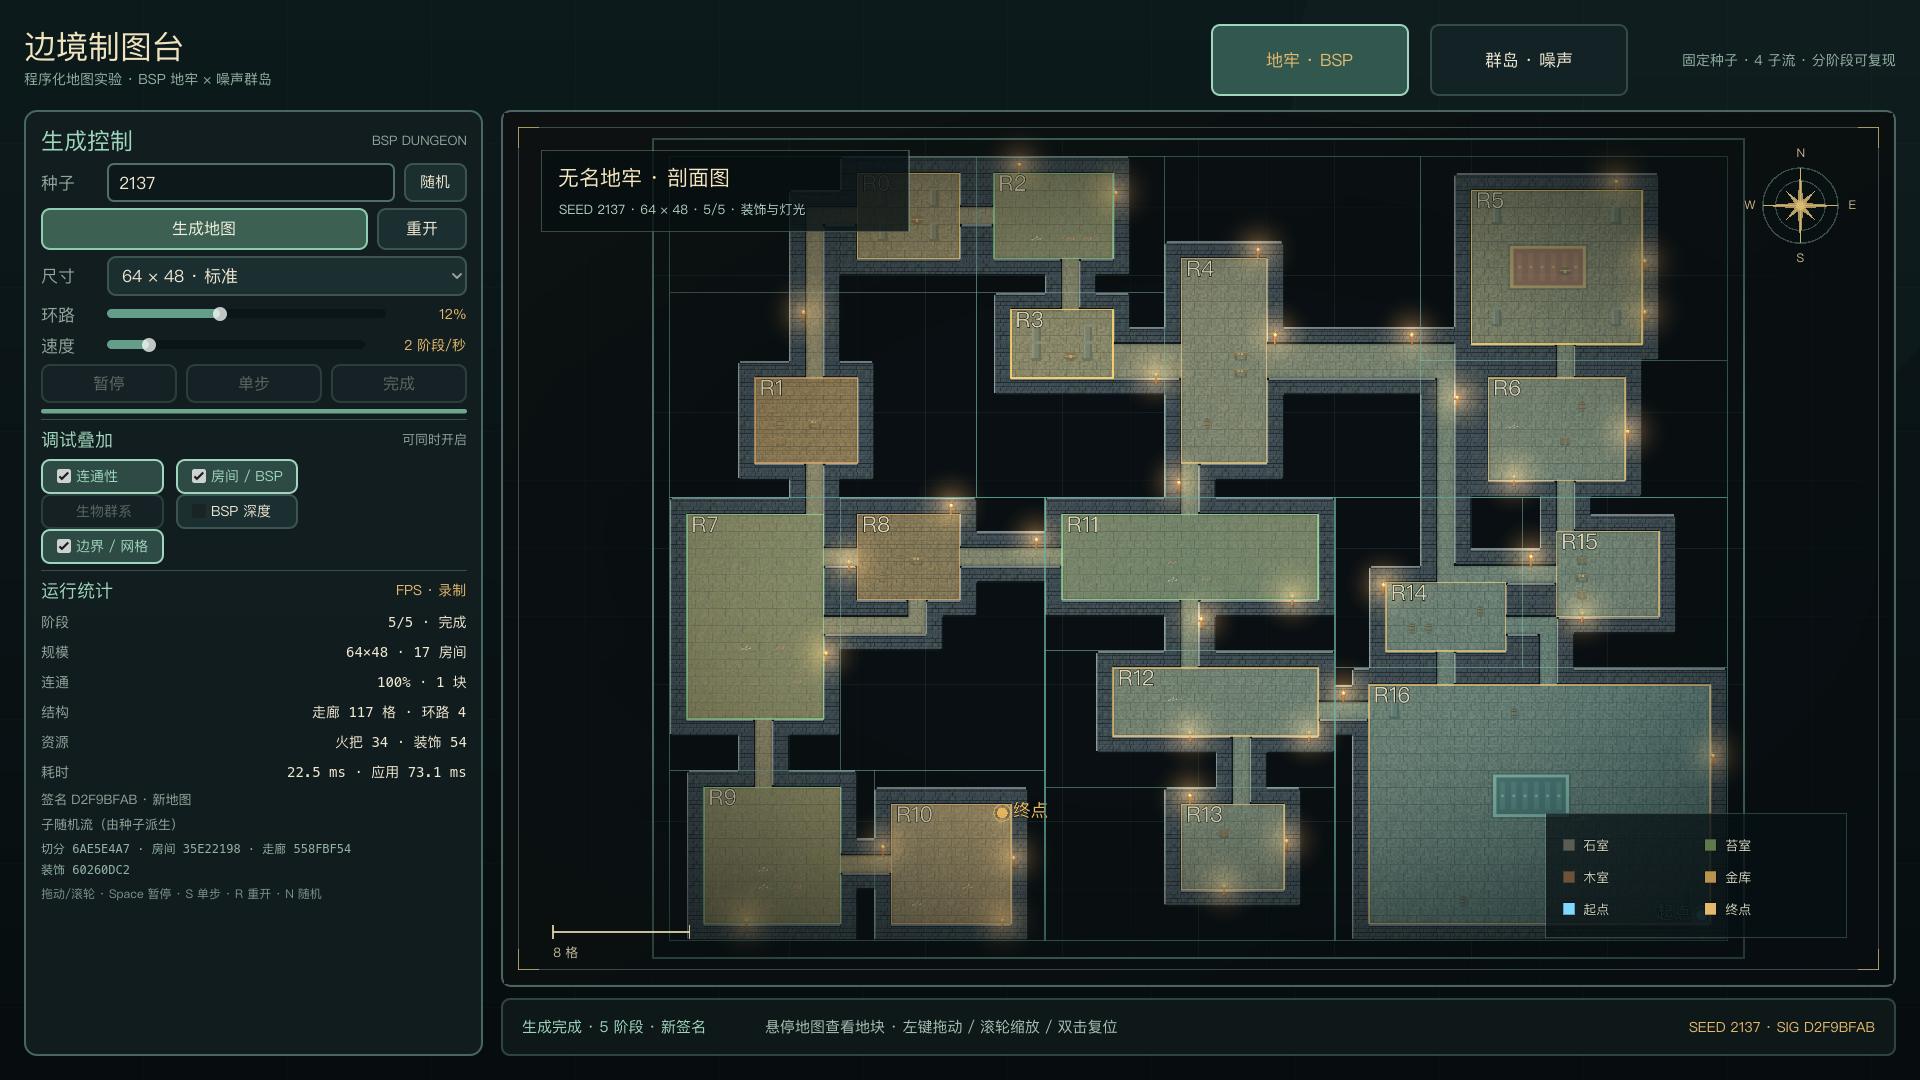 边境制图台
程序化地图实验 · BSP 地牢 × 噪声群岛
地牢 · BSP
群岛 · 噪声
固定种子 · 4 子流 · 分阶段可复现
生成控制
BSP DUNGEON
种子
2137
随机
生成地图
重开
尺寸
64 × 48 · 标准
环路
12%
速度
2 阶段/秒
暂停
单步
完成
调试叠加
可同时开启
连通性
房间 / BSP
生物群系
BSP 深度
边界 / 网格
运行统计
FPS · 录制
阶段
5/5 · 完成
规模
64×48 · 17 房间
连通
100% · 1 块
结构
走廊 117 格 · 环路 4
资源
火把 34 · 装饰 54
耗时
22.5 ms · 应用 73.1 ms
签名 D2F9BFAB · 新地图
子随机流（由种子派生）
切分 6AE5E4A7 · 房间 35E22198 · 走廊 558FBF54
装饰 60260DC2
拖动/滚轮 · Space 暂停 · S 单步 · R 重开 · N 随机
无名地牢 · 剖面图
SEED 2137 · 64 × 48 · 5/5 · 装饰与灯光
R0
R2
R5
R4
R3
R1
R6
R7
R8
R11
R15
R14
R12
R16
R9
R10
终点
R13
N
W
E
S
石室
苔室
木室
金库
起点
终点
8 格
生成完成 · 5 阶段 · 新签名
悬停地图查看地块 · 左键拖动 / 滚轮缩放 / 双击复位
SEED 2137 · SIG D2F9BFAB